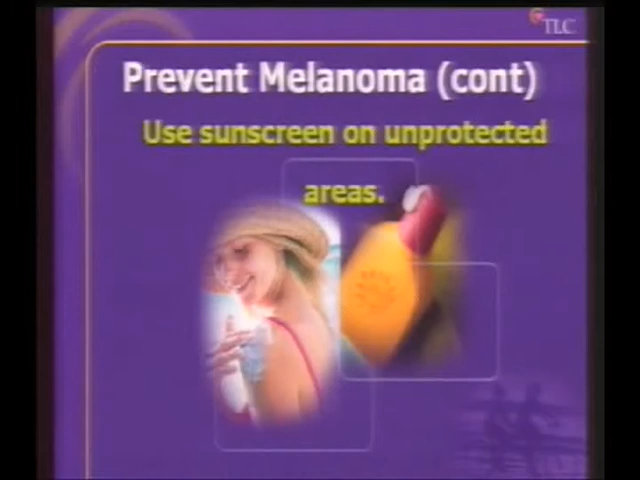 TLC
Prevent Melanoma (cont)
Use sunscreen on unprotected
areas.